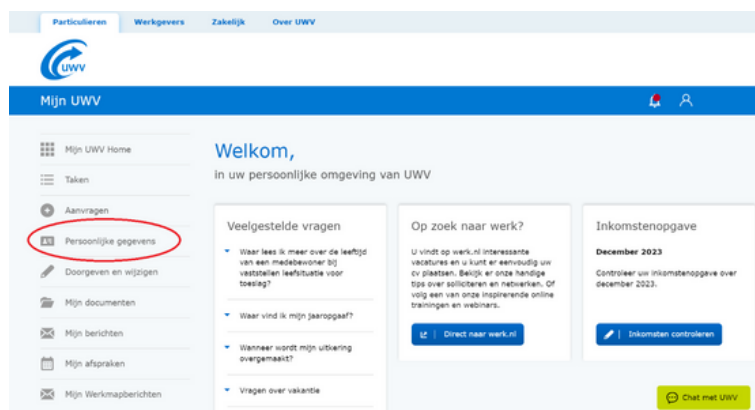 Particulieren Werkgevers Zakelijk Over UWV
UWV
Mijn UWV
Mijn UWV Home
Taken
Aanvragen
Persoonlijke gegevens
Doorgeven en wijzigen
Mijn documenten
Mijn berichten
Mijn afspraken
Mijn Werkmapberichten
Welkom,
in uw persoonlijke omgeving van UWV
Veelgestelde vragen
Waar lees ik meer over de leeftijd
van een medebewoner bij
vaststellen leefsituatie voor
toeslag?
Waar vind ik mijn jaaropgaaf?
Wanneer wordt mijn uitkering
overgemaakt?
Vragen over vakantie
Op zoek naar werk?
U vindt op werk.nl interessante
vacatures en u kunt er eenvoudig uw
cv plaatsen. Bekijk er onze handige
tips over solliciteren en netwerken. Of
volg een van onze inspirerende online
trainingen en webinars.
Direct naar werk.nl
Inkomstenopgave
December 2023
Controleer uw inkomstenopgave over
december 2023.
Inkomsten controleren
Chat met UWV